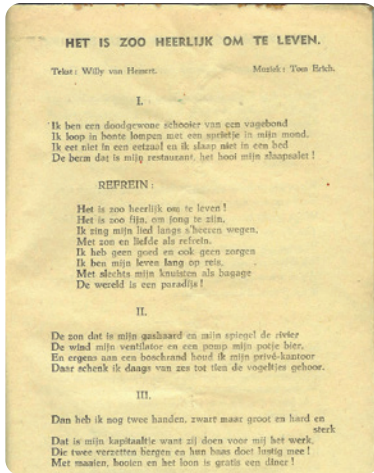 HET IS ZOO HEERLIJK OM TE LEVEN.
Tekst: Willy van Hemert. Muziek: Tom Erich.
I.
Ik ben een doodgewone schooier van een vagebond
Ik loop in bonte lompen met een sprietje in mijn mond.
Ik eet niet in een eetzaal en ik slaap niet in een bed
De berm dat is mijn restaurant, het hooi mijn slaapsalet!
REFREIN:
Het is zoo heerlijk om te leven!
Het is zoo fijn, om jong te zijn.
Ik zing mijn lied langs s'heeren wegen,
Met zon en liefde als refrein.
Ik heb geen goed en ook geen zorgen
Ik ben mijn leven lang op reis,
Met slechts mijn knuisten als bagage
De wereld is een paradijs!
II.
De zon dat is mijn gashaard en mijn spiegel de rivier
De wind mijn ventilator en een pomp mijn potje bier.
En ergens aan een boschrand houd ik mijn privé-kantoor
Daar schenk ik daags van zes tot tien de vogeltjes gehoor.
III.
Dan heb ik nog twee handen, zwart maar groot en hard en
sterk
Dat is mijn kapitaaltje want zij doen voor mij het werk.
Die twee verzetten bergen en hun baas doet lustig mee!
Met maaien, hooien en het loon is gratis een diner!